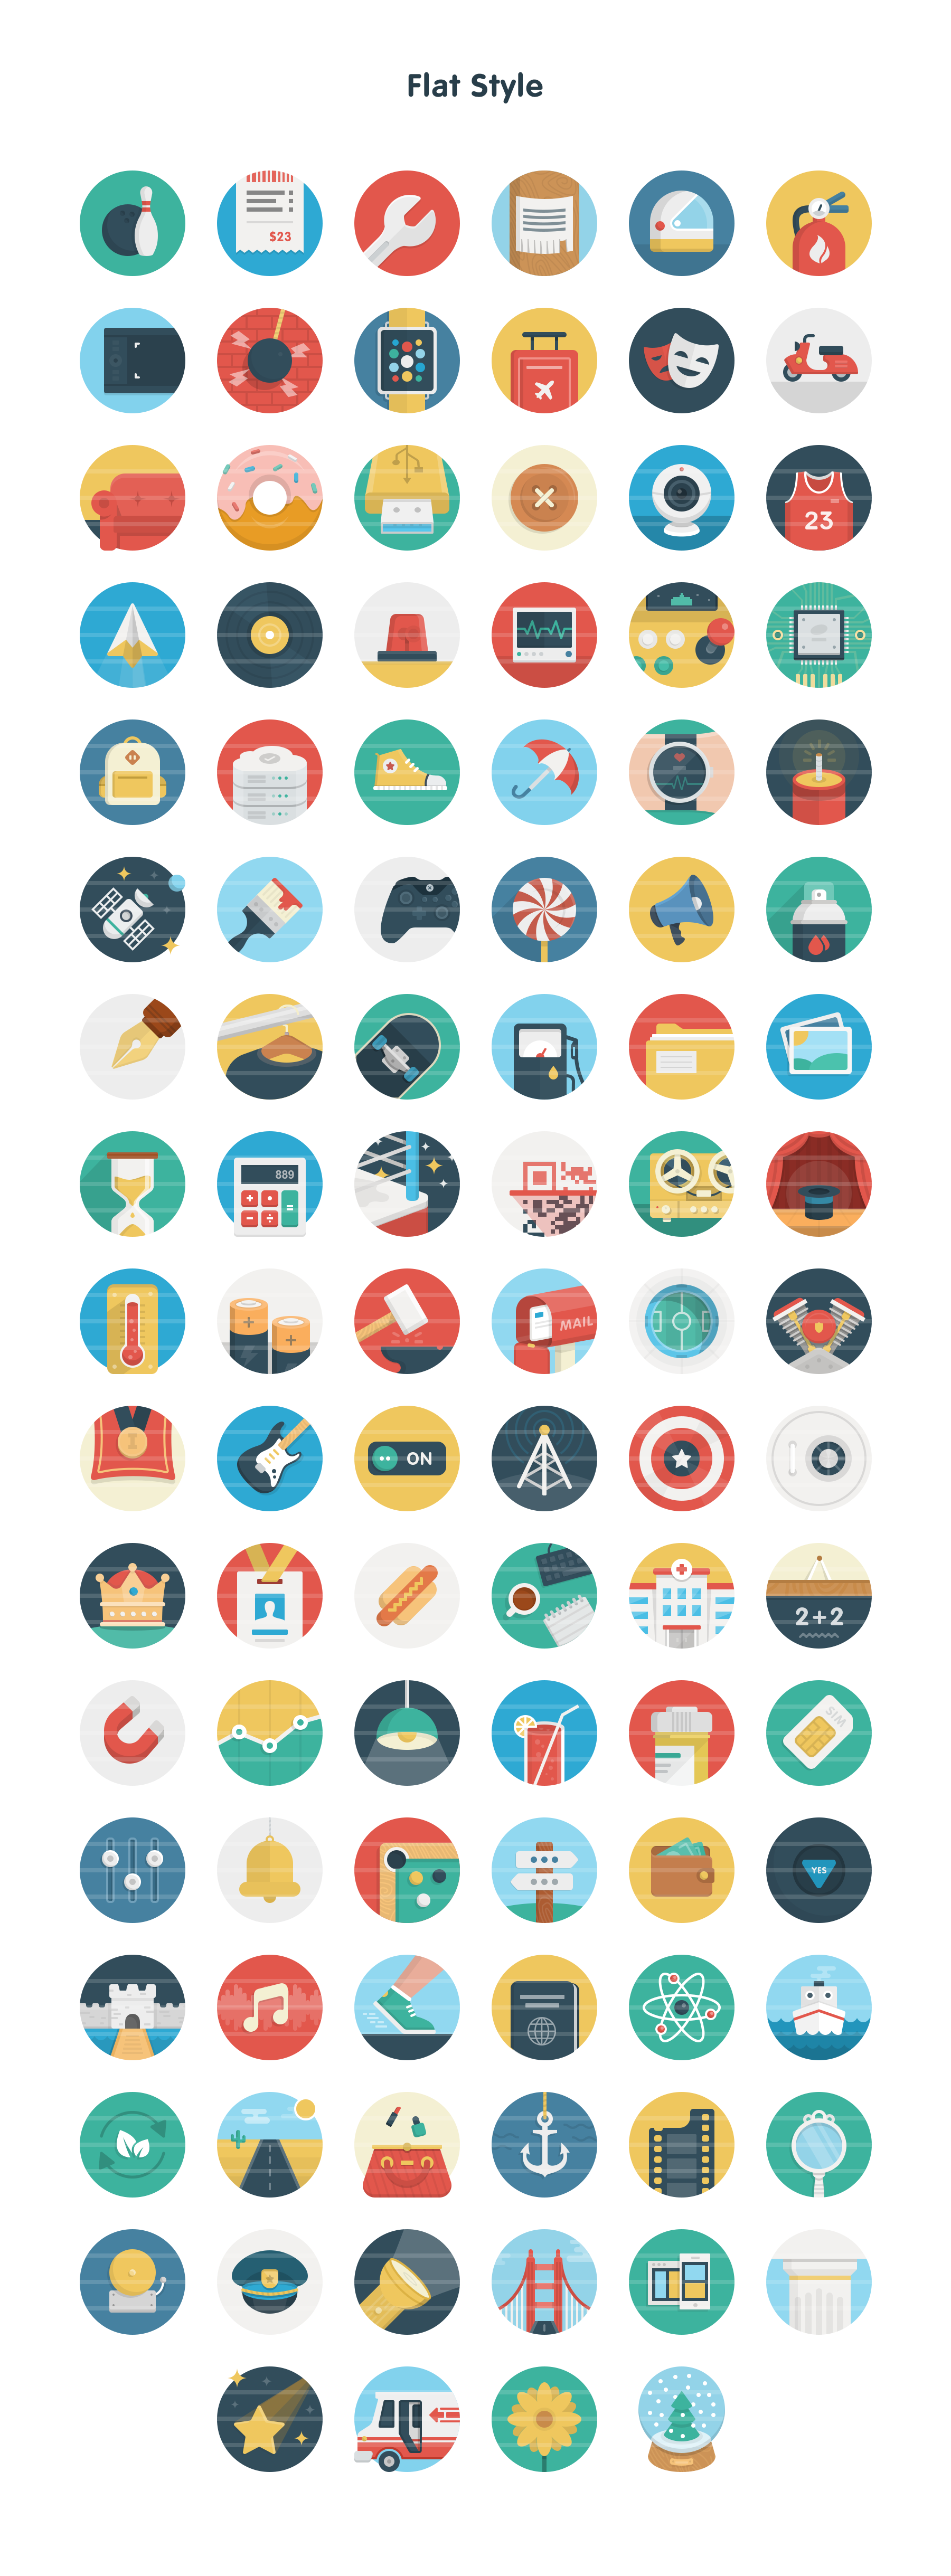 Flat Style
$23
23
889
MAIL
ON
2+2
SIM
YES